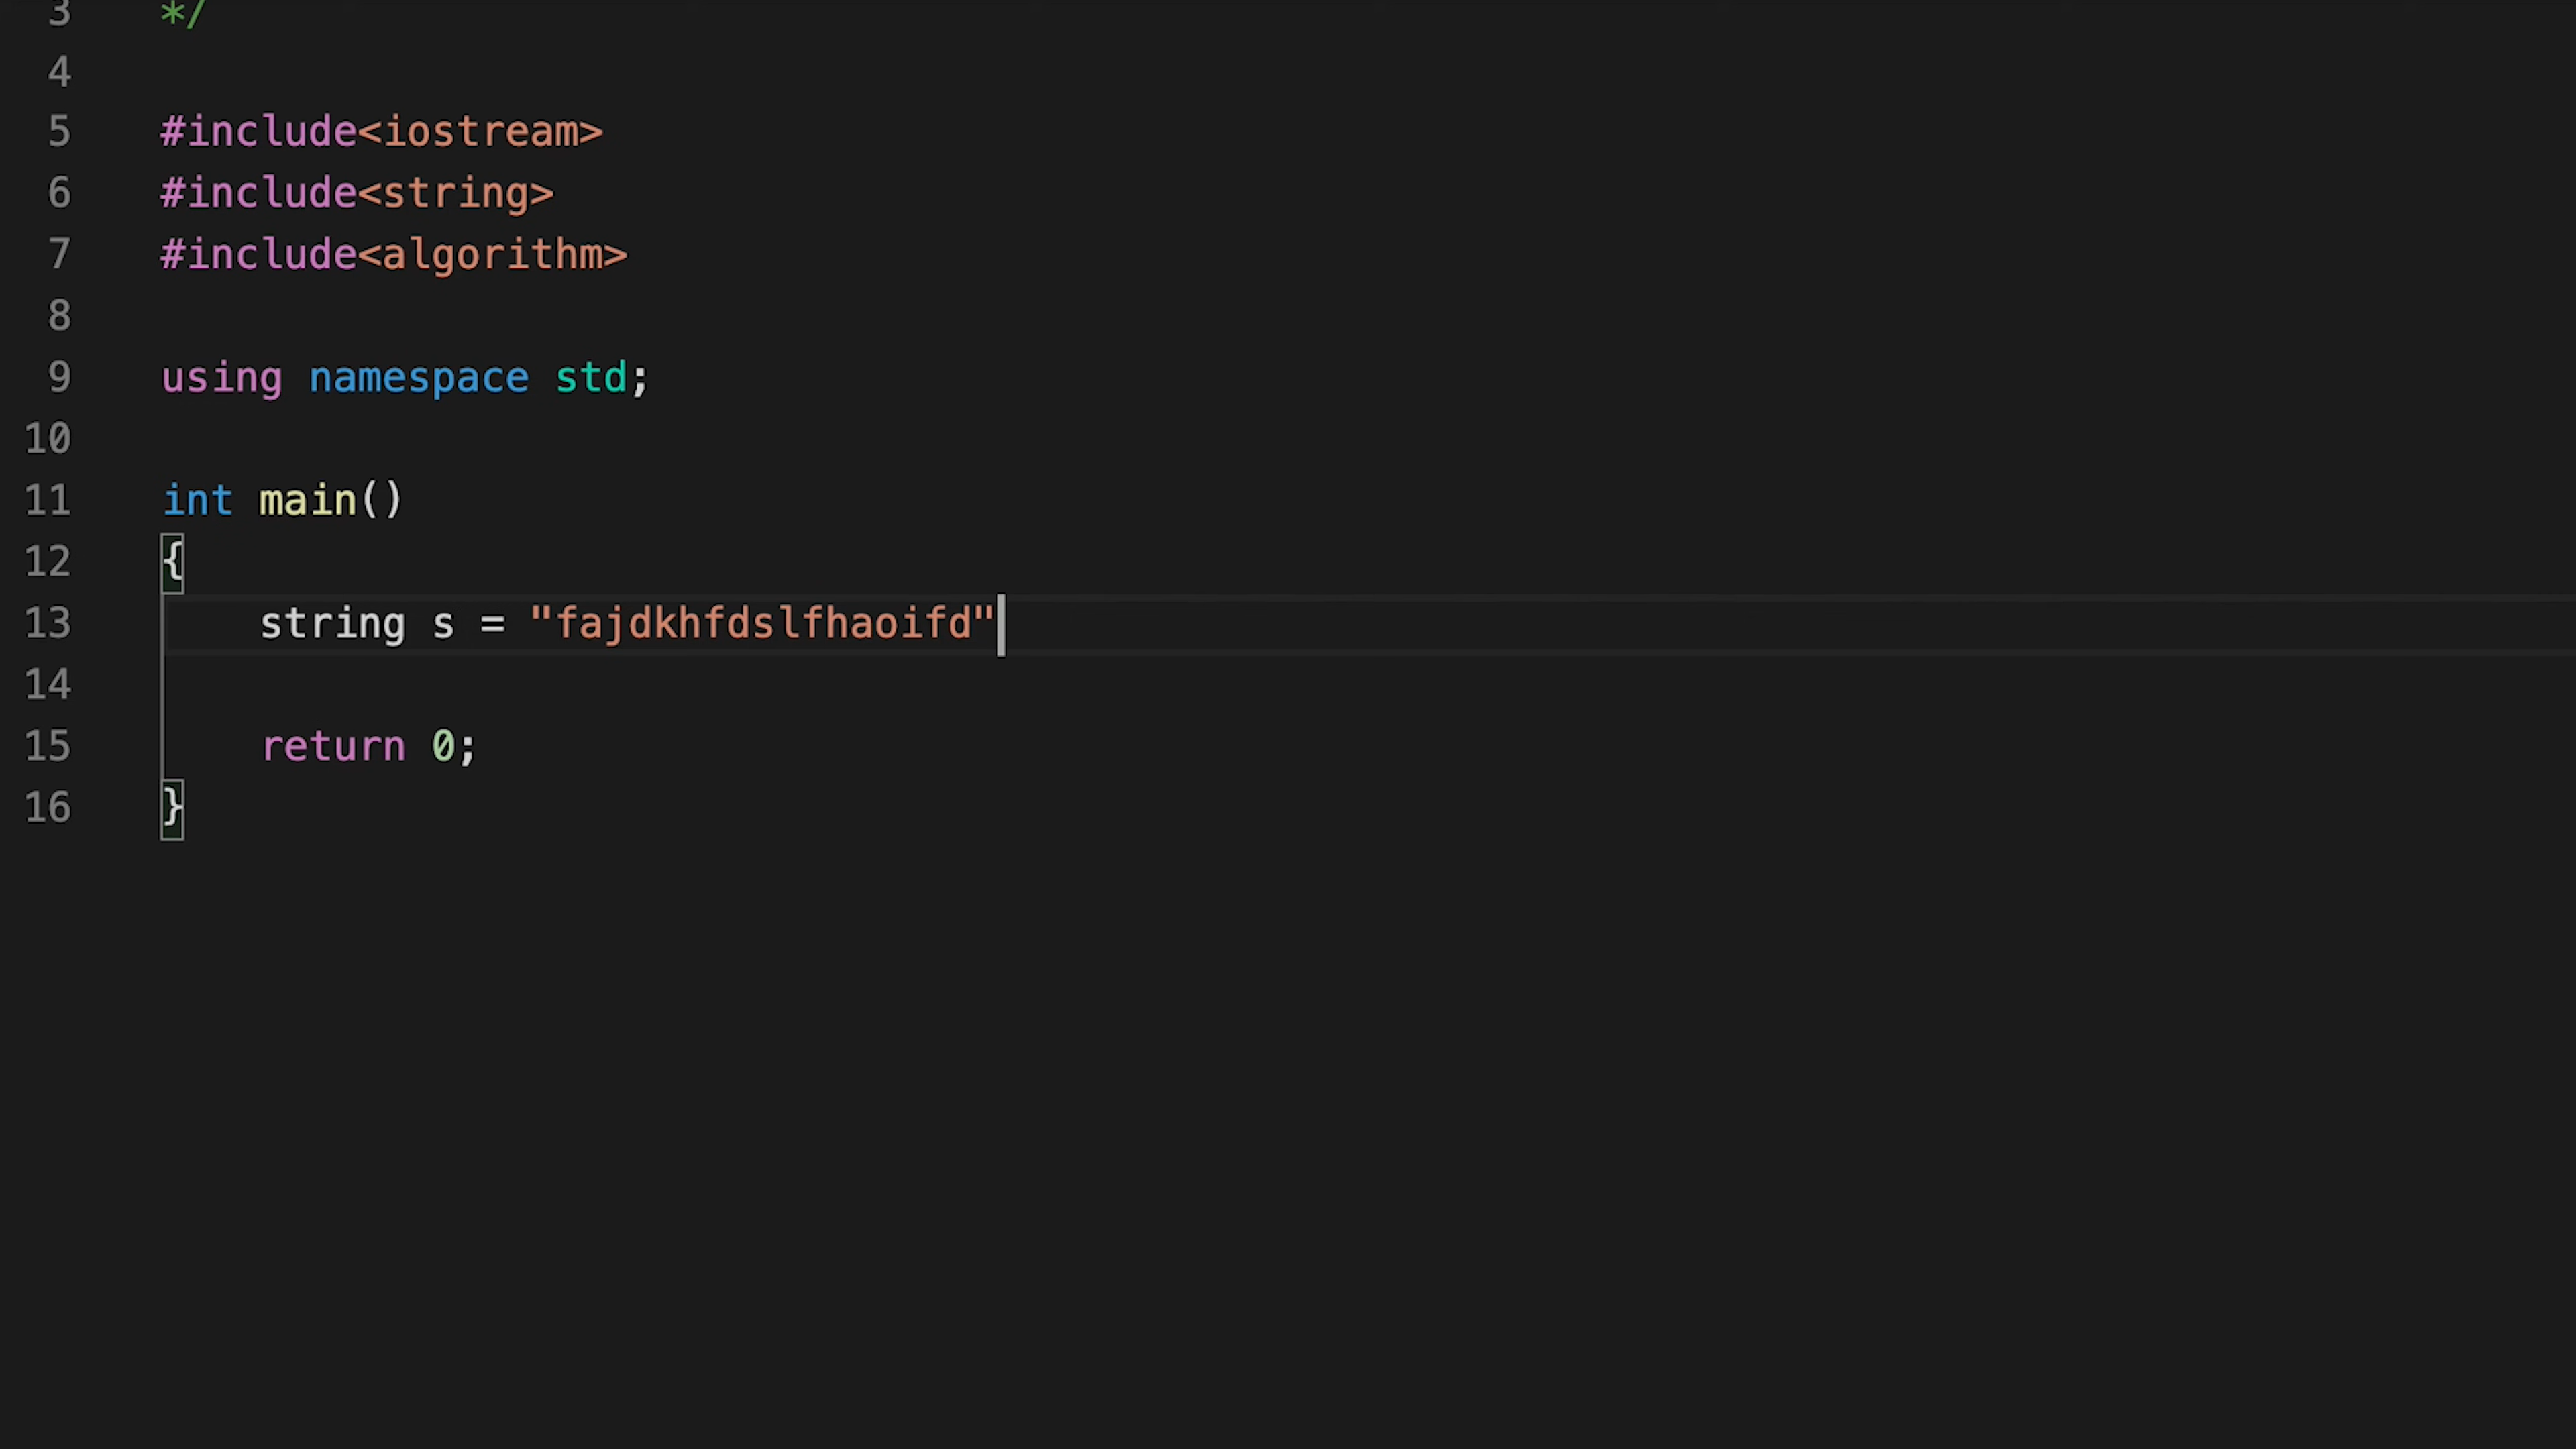 3 */
4
5 #include<iostream>
6 #include<string>
7 #include<algorithm>
8
9 using namespace std;
10
11 int main()
12 {
13 string s = "fajdkhfdslfhaoifd"
14
15 return 0;
16 }